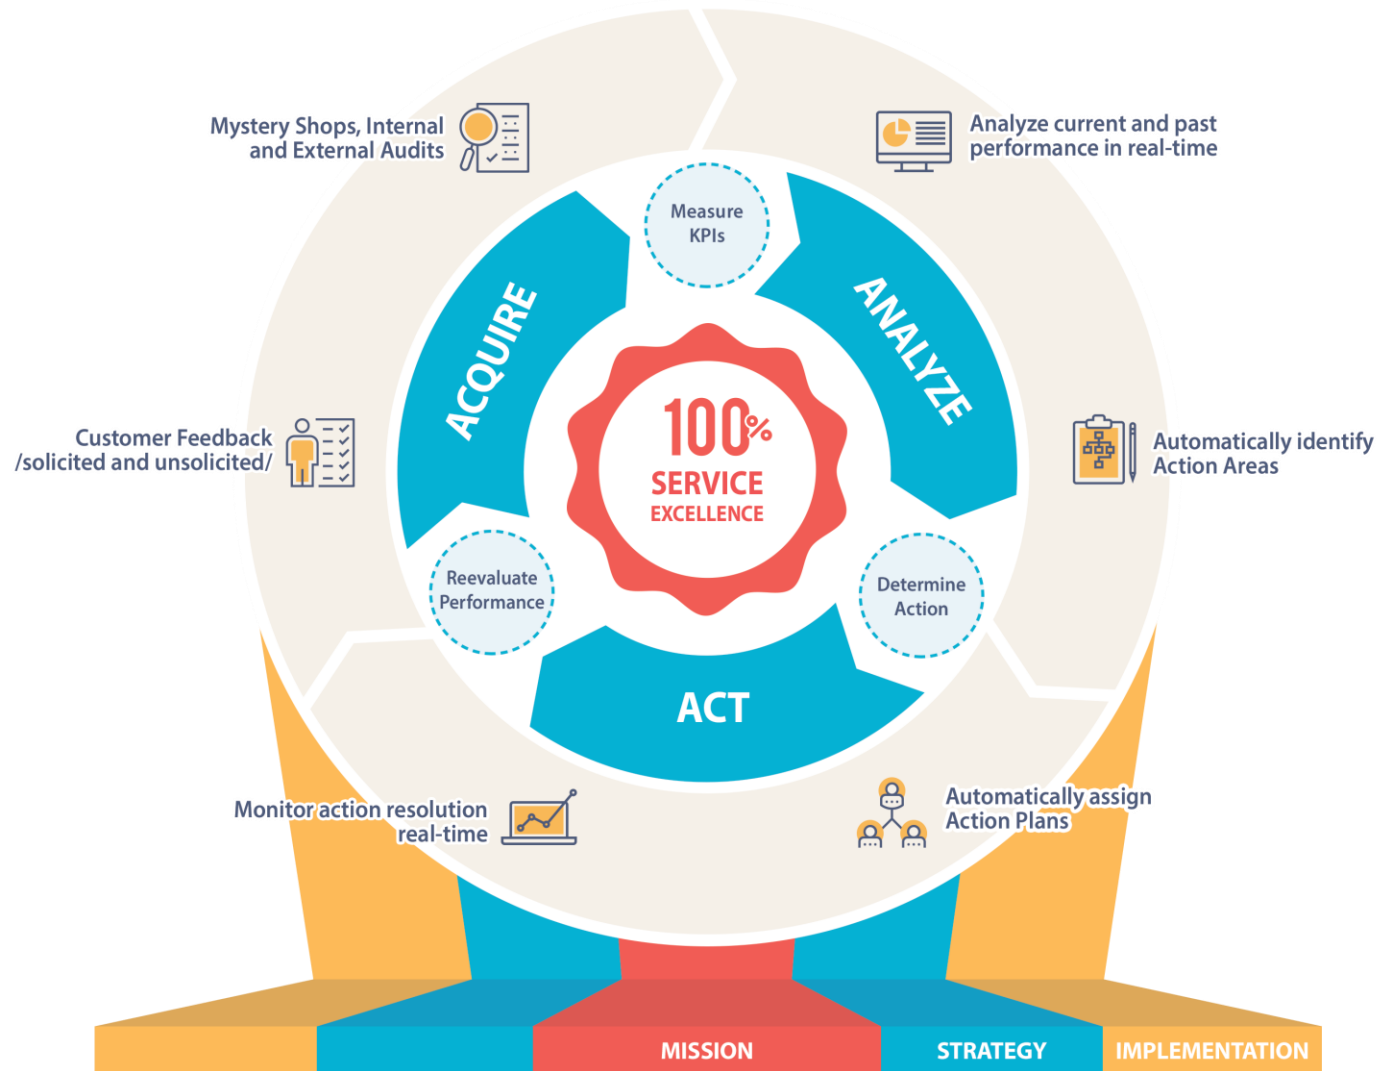 Mystery Shops, Internal
and External Audits
Analyze current and past
performance in real-time
Measure
KPIs
ACQUIRE
ANALYZE
100%
SERVICE
EXCELLENCE
Customer Feedback
/solicited and unsolicited/
Automatically identify
Action Areas
Reevaluate
Performance
Determine
Action
ACT
Monitor action resolution
real-time
Automatically assign
Action Plans
MISSION
STRATEGY
IMPLEMENTATION